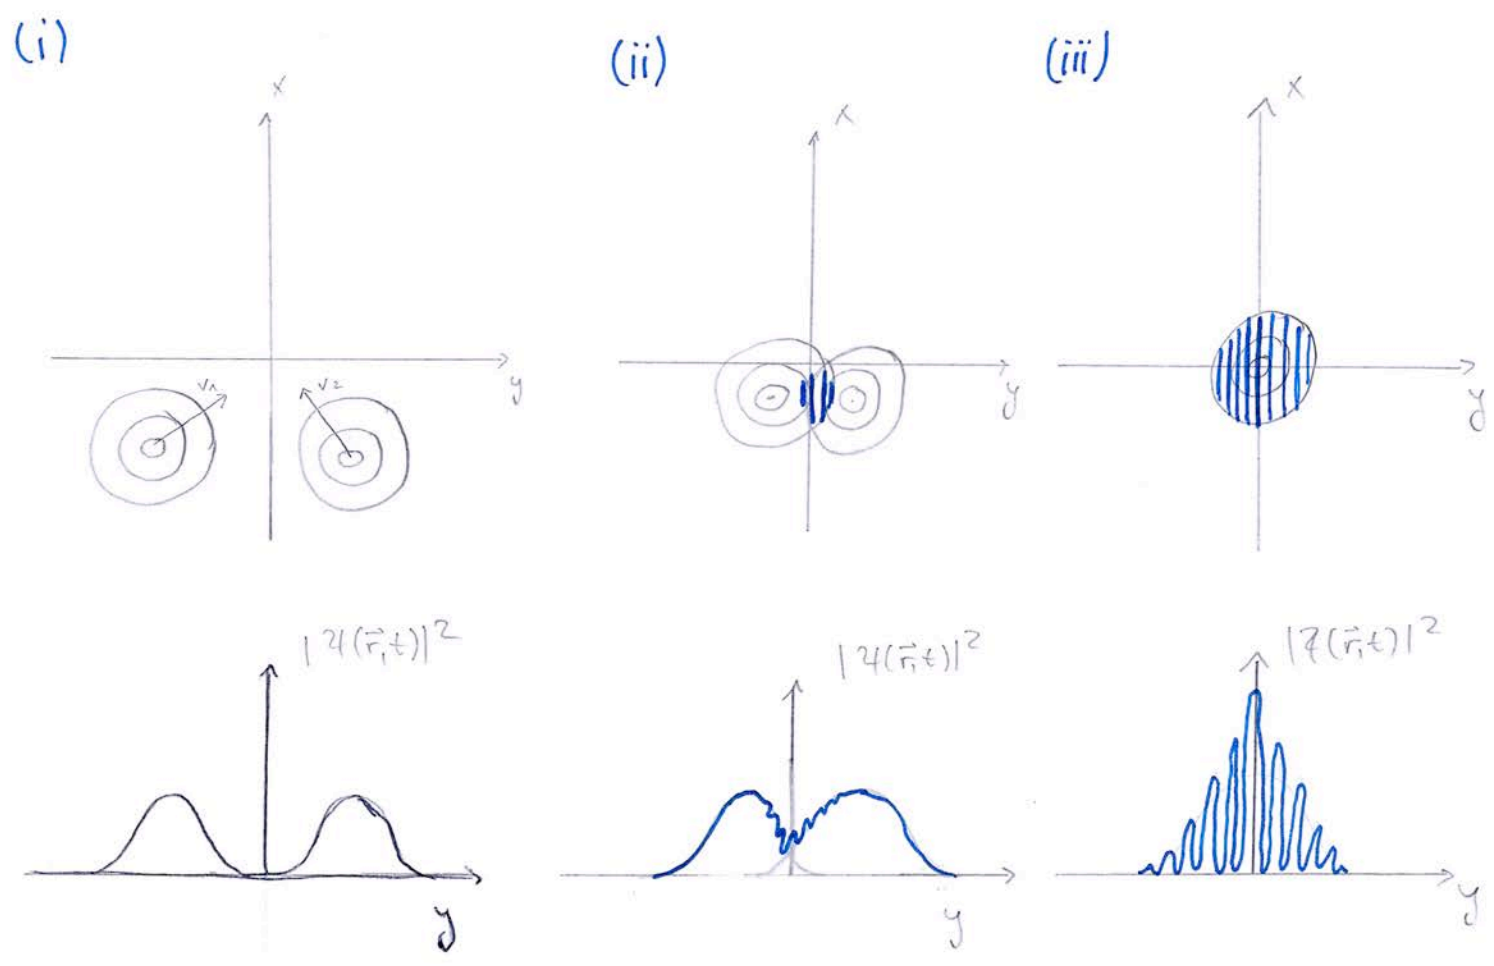 (i)
(ii)
(iii)
x
x
x
y
y
y
v₁
v₂
|Ψ(r⃗,t)|²
|Ψ(r⃗,t)|²
|Ψ(r⃗,t)|²
y
y
y